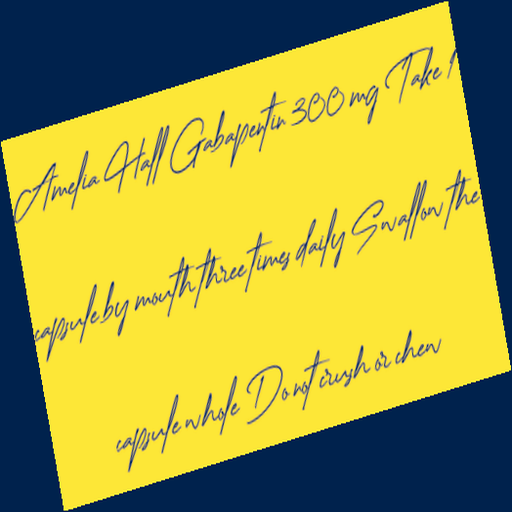 Amelia Hall Gabapentin 300 mg Take 1
capsule by mouth three times daily Swallow the
capsule whole Do not crush or chew